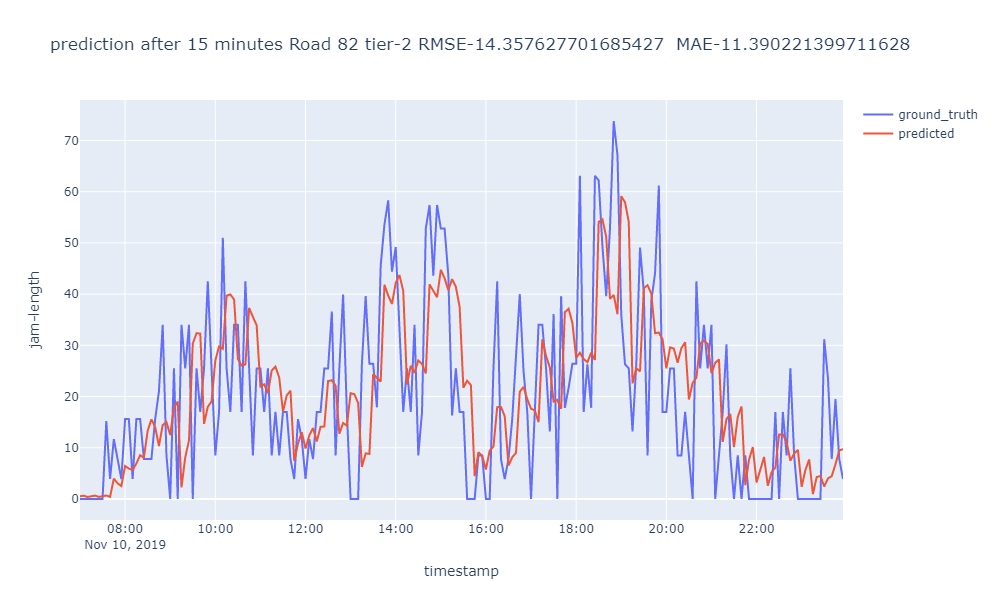 prediction after 15 minutes Road 82 tier-2 RMSE-14.357627701685427  MAE-11.390221399711628
ground_truth
predicted
70
60
50
40
30
20
10
0
jam-length
08:00 10:00 12:00 14:00 16:00 18:00 20:00 22:00
Nov 10, 2019
timestamp